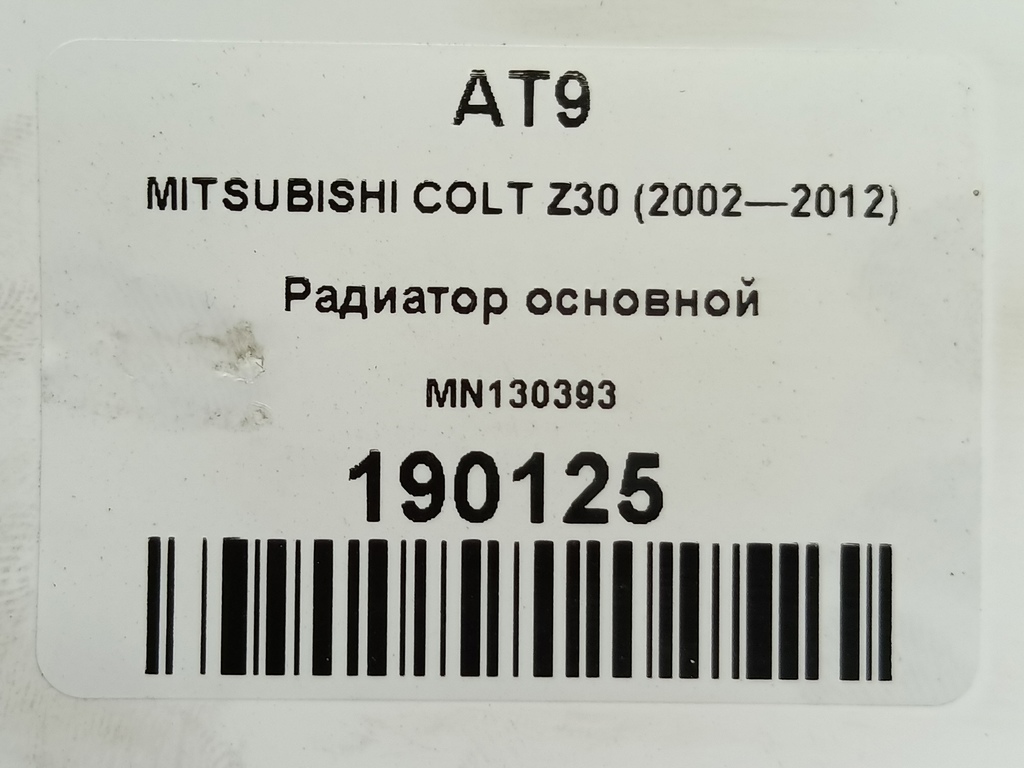 AT9
MITSUBISHI COLT Z30 (2002—2012)
Радиатор основной
MN130393
190125